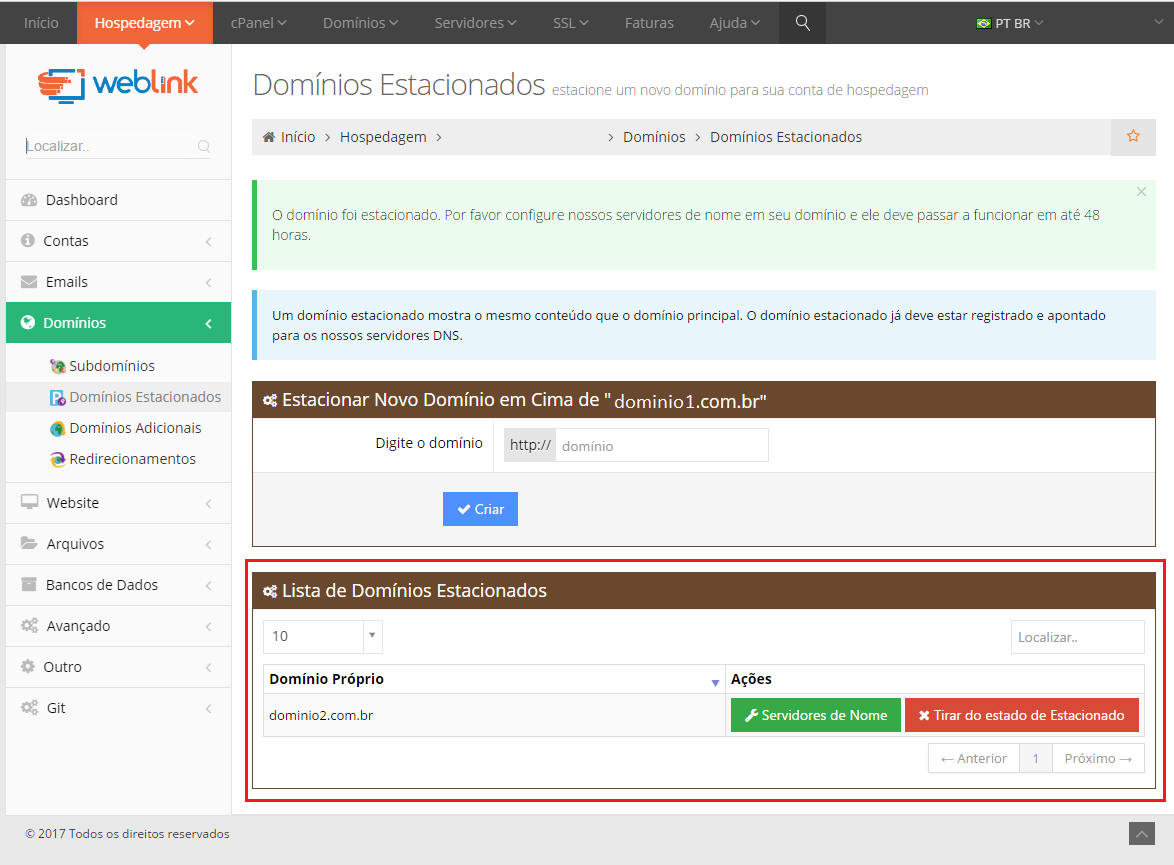 Início Hospedagem cPanel Domínios Servidores SSL Faturas Ajuda PT BR
weblink
Localizar..
Dashboard
Contas
Emails
Domínios
Subdomínios
Domínios Estacionados
Domínios Adicionais
Redirecionamentos
Website
Arquivos
Bancos de Dados
Avançado
Outro
Git
Domínios Estacionados estacione um novo domínio para sua conta de hospedagem
Início > Hospedagem > > Domínios > Domínios Estacionados
O domínio foi estacionado. Por favor configure nossos servidores de nome em seu domínio e ele deve passar a funcionar em até 48
horas.
Um domínio estacionado mostra o mesmo conteúdo que o domínio principal. O domínio estacionado já deve estar registrado e apontado
para os nossos servidores DNS.
Estacionar Novo Domínio em Cima de "dominio1.com.br"
Digite o domínio http:// domínio
Criar
Lista de Domínios Estacionados
10 Localizar..
Domínio Próprio Ações
dominio2.com.br Servidores de Nome Tirar do estado de Estacionado
← Anterior 1 Próximo →
© 2017 Todos os direitos reservados